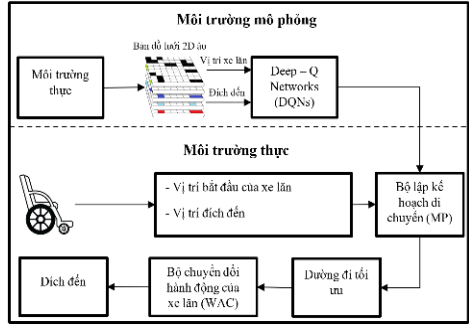 Môi trường mô phỏng
Bản đồ lưới 2D ảo
Môi trường
thực
Vị trí xe lăn
Đích đến
Deep – Q
Networks
(DQNs)
Môi trường thực
- Vị trí bắt đầu của xe lăn
- Vị trí đích đến
Bộ lập kế
hoạch di
chuyển (MP)
Đích đến
Bộ chuyển đổi
hành động của
xe lăn (WAC)
Đường đi tối
ưu